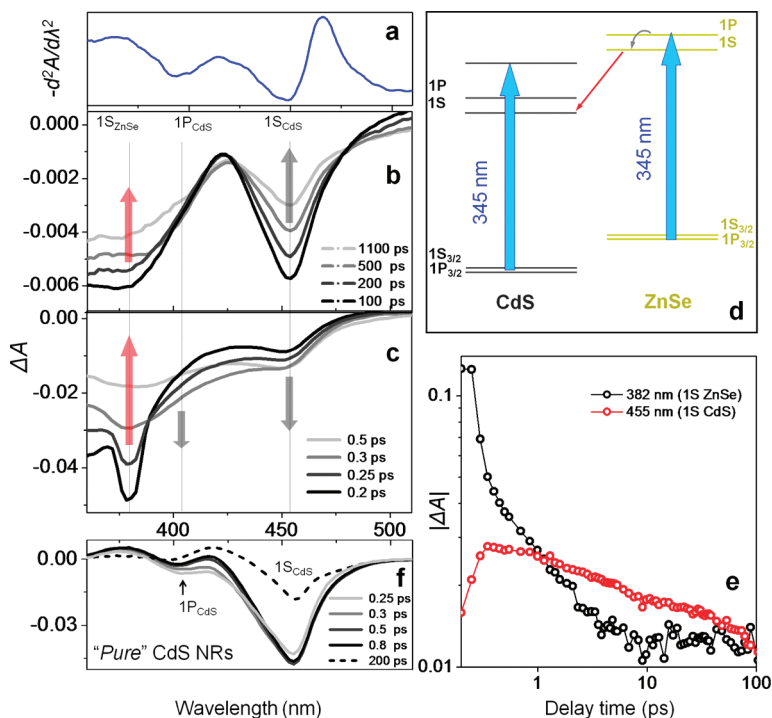 -d²A/dλ²
a
1S_ZnSe 1P_CdS 1S_CdS
0.000
-0.002
-0.004
-0.006
b
1100 ps
500 ps
200 ps
100 ps
ΔA
0.00
-0.02
-0.04
c
0.5 ps
0.3 ps
0.25 ps
0.2 ps
400 450 500
0.00
-0.03
f
1S_CdS
1P_CdS
0.25 ps
0.3 ps
0.5 ps
0.8 ps
200 ps
"Pure" CdS NRs
Wavelength (nm)
1P
1S
1P
1S
345 nm
345 nm
1S_3/2
1P_3/2
1S_3/2
1P_3/2
CdS
ZnSe
d
|ΔA|
0.1
0.01
382 nm (1S ZnSe)
455 nm (1S CdS)
e
1 10 100
Delay time (ps)